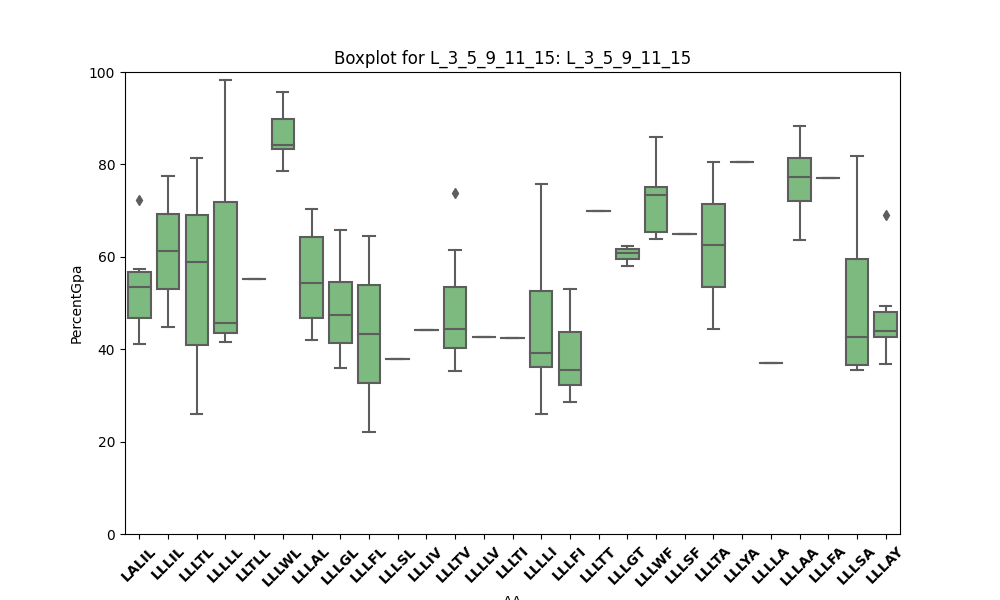 Boxplot for L_3_5_9_11_15: L_3_5_9_11_15
PercentGpa
100
80
60
40
20
0
LALIL LLLIL LLLTL LLLLL LLTLL LLLWL LLLAL LLLGL LLLFL LLLSL LLLIV LLLTV LLLLV LLLTI LLLLI LLLFI LLLTT LLLGT LLLWF LLLSF LLLTA LLLYA LLLLA LLLAA LLLFA LLLSA LLLAY
AA